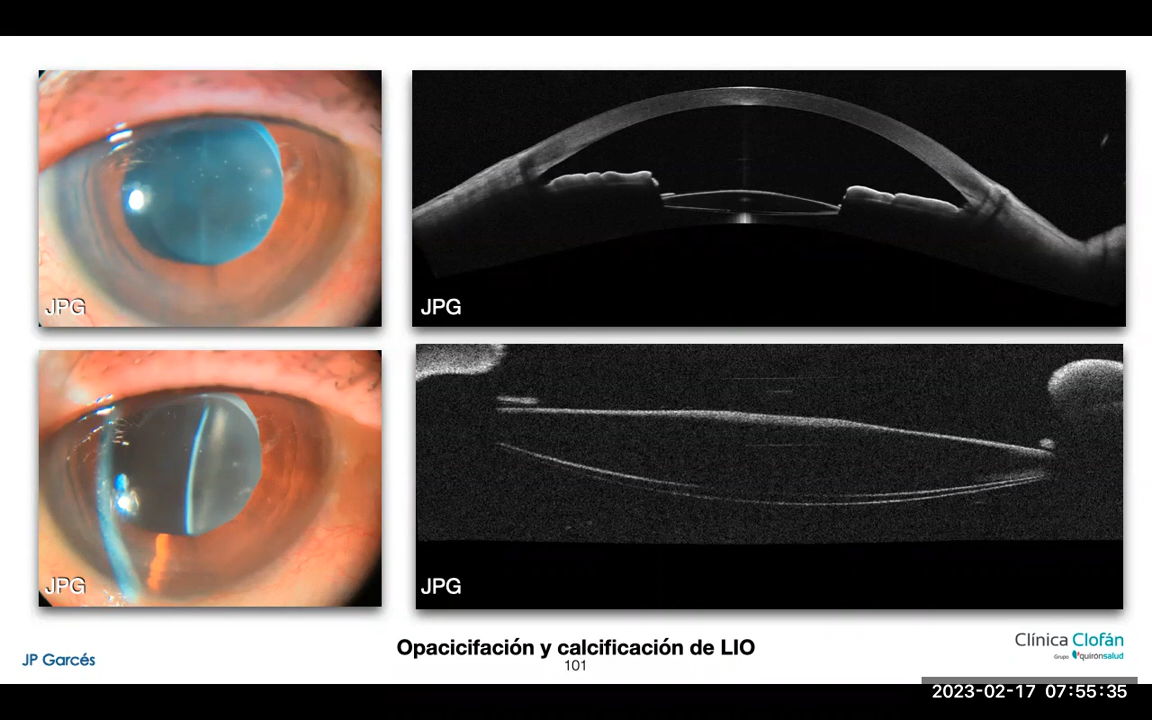 JPG
JPG
JPG
JPG
Opacicifación y calcificación de LIO
101
JP Garcés
Clínica Clofán
Grupo quirónsalud
2023-02-17 07:55:35